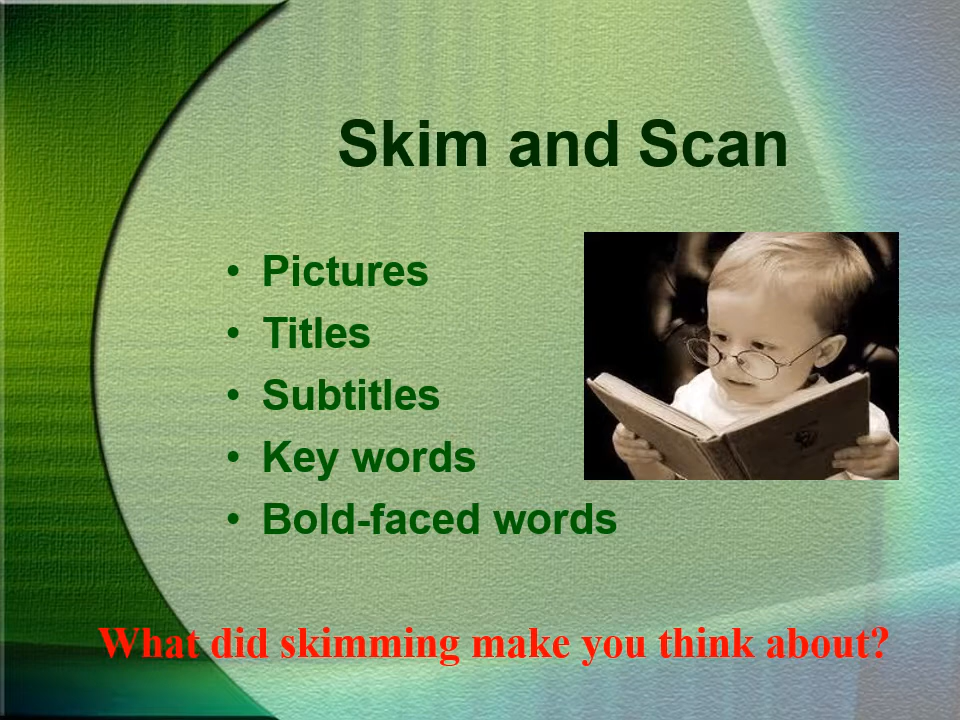 Skim and Scan
• Pictures
• Titles
• Subtitles
• Key words
• Bold-faced words
What did skimming make you think about?